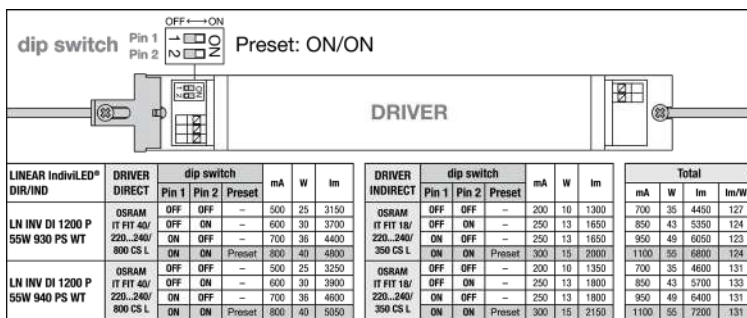 OFF↔ON
dip switch Pin 1 1 ON Preset: ON/ON
Pin 2 2
DRIVER
LINEAR IndiviLED® DRIVER dip switch mA W lm DRIVER dip switch mA W lm Total
DIR/IND DIRECT Pin 1 Pin 2 Preset INDIRECT Pin 1 Pin 2 Preset mA W lm lm/W
OSRAM OFF OFF – 500 25 3150 OSRAM OFF OFF – 200 10 1300 700 35 4450 127
LN INV DI 1200 P IT FIT 40/ OFF ON – 600 30 3700 IT FIT 18/ OFF ON – 250 13 1650 850 43 5350 124
55W 930 PS WT 220...240/ ON OFF – 700 36 4400 220...240/ ON OFF – 250 13 1650 950 49 6050 123
800 CS L ON ON Preset 800 40 4800 350 CS L ON ON Preset 300 15 2000 1100 55 6800 124
OSRAM OFF OFF – 500 25 3250 OSRAM OFF OFF – 200 10 1350 700 35 4600 131
LN INV DI 1200 P IT FIT 40/ OFF ON – 600 30 3900 IT FIT 18/ OFF ON – 250 13 1800 850 43 5700 133
55W 940 PS WT 220...240/ ON OFF – 700 36 4600 220...240/ ON OFF – 250 13 1800 950 49 6400 131
800 CS L ON ON Preset 800 40 5050 350 CS L ON ON Preset 300 15 2150 1100 55 7200 131